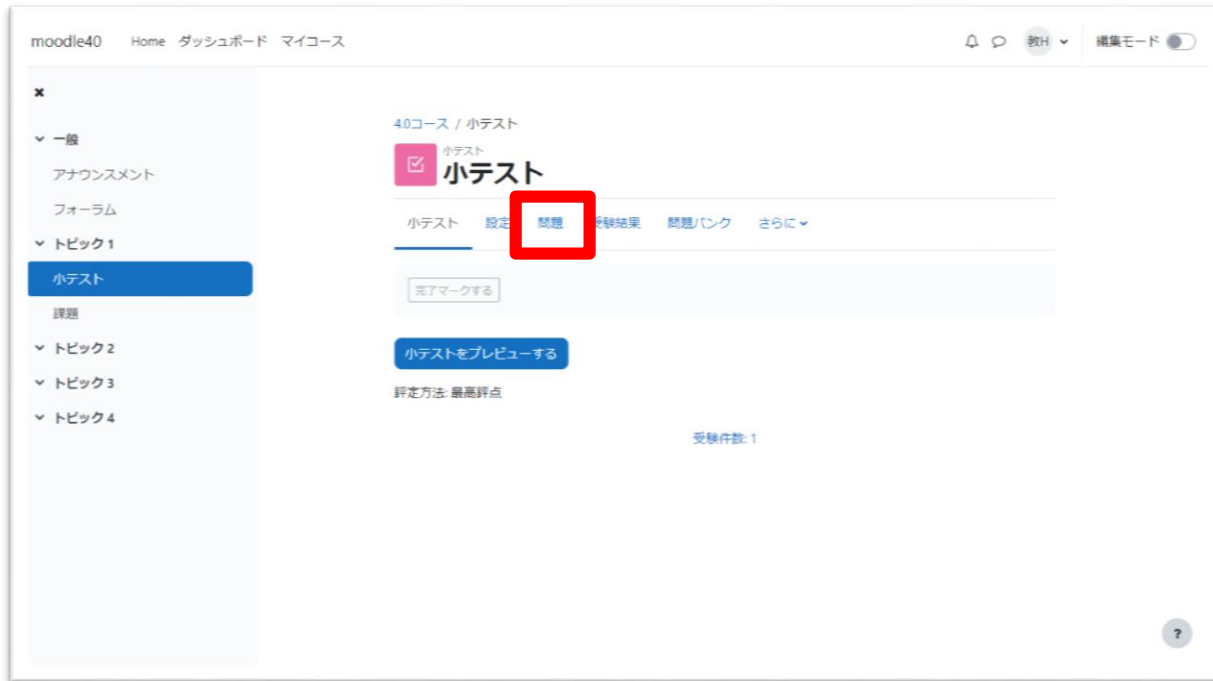 moodle40 Home ダッシュボード マイコース 教H 編集モード
一般
アナウンスメント
フォーラム
トピック 1
小テスト
課題
トピック 2
トピック 3
トピック 4
4.0コース / 小テスト
小テスト
小テスト
小テスト 設定 問題 受験結果 問題バンク さらに
完了マークする
小テストをプレビューする
評定方法: 最高評点
受験件数: 1
?